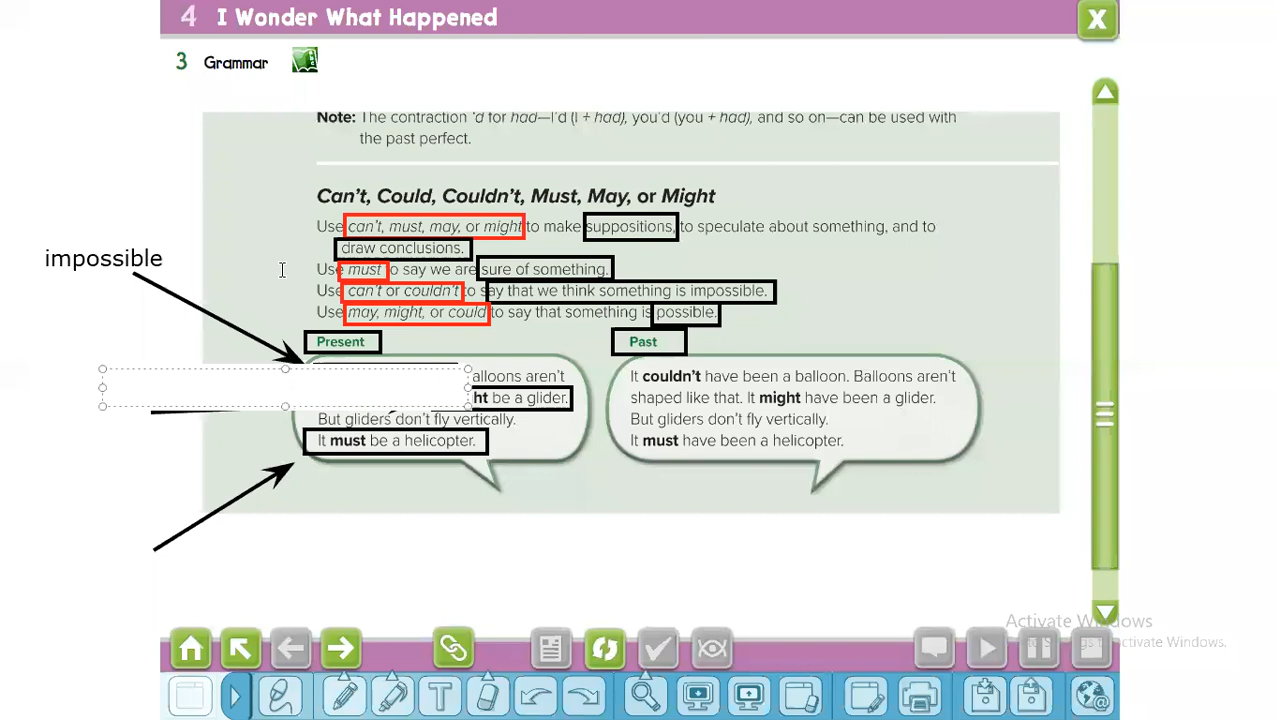 4 I Wonder What Happened
X
3 Grammar
Note: The contraction 'd for had—I'd (I + had), you'd (you + had), and so on—can be used with
the past perfect.
Can't, Could, Couldn't, Must, May, or Might
Use can't, must, may, or might to make suppositions, to speculate about something, and to
draw conclusions.
Use must to say we are sure of something.
Use can't or couldn't to say that we think something is impossible.
Use may, might, or could to say that something is possible.
impossible
Present
alloons aren't
ht be a glider.
But gliders don't fly vertically.
It must be a helicopter.
Past
It couldn't have been a balloon. Balloons aren't
shaped like that. It might have been a glider.
But gliders don't fly vertically.
It must have been a helicopter.
Activate Windows
to Activate Windows.
T